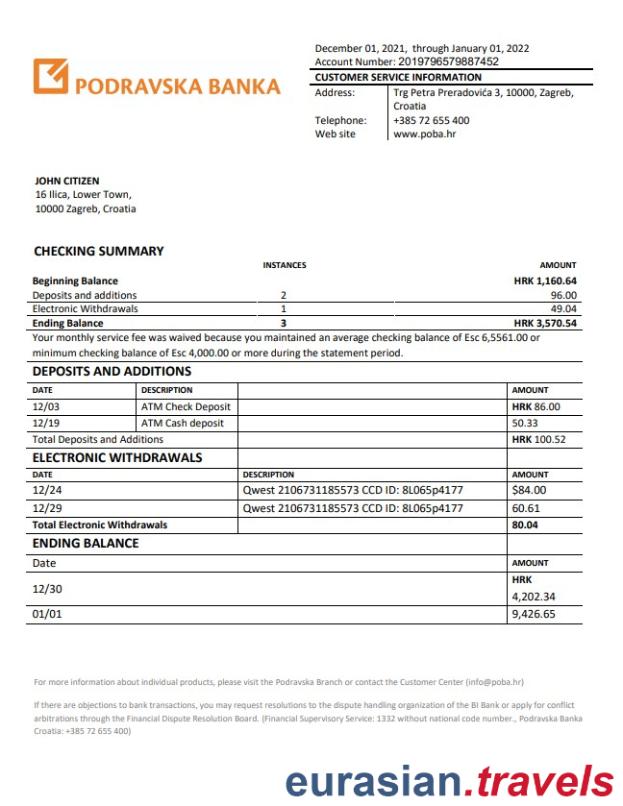 December 01, 2021, through January 01, 2022
Account Number: 2019796579887452
PODRAVSKA BANKA
CUSTOMER SERVICE INFORMATION
Address: Trg Petra Preradovića 3, 10000, Zagreb,
Croatia
Telephone: +385 72 655 400
Web site www.poba.hr
JOHN CITIZEN
16 Ilica, Lower Town,
10000 Zagreb, Croatia
CHECKING SUMMARY
INSTANCES AMOUNT
Beginning Balance HRK 1,160.64
Deposits and additions 2 96.00
Electronic Withdrawals 1 49.04
Ending Balance 3 HRK 3,570.54
Your monthly service fee was waived because you maintained an average checking balance of Esc 6,5561.00 or
minimum checking balance of Esc 4,000.00 or more during the statement period.
DEPOSITS AND ADDITIONS
DATE DESCRIPTION AMOUNT
12/03 ATM Check Deposit HRK 86.00
12/19 ATM Cash deposit 50.33
Total Deposits and Additions HRK 100.52
ELECTRONIC WITHDRAWALS
DATE DESCRIPTION AMOUNT
12/24 Qwest 2106731185573 CCD ID: 8L065p4177 $84.00
12/29 Qwest 2106731185573 CCD ID: 8L065p4177 60.61
Total Electronic Withdrawals 80.04
ENDING BALANCE
Date AMOUNT
12/30 HRK
4,202.34
01/01 9,426.65
For more information about individual products, please visit the Podravska Branch or contact the Customer Center (info@poba.hr)
If there are objections to bank transactions, you may request resolutions to the dispute handling organization of the BI Bank or apply for conflict
arbitrations through the Financial Dispute Resolution Board. (Financial Supervisory Service: 1332 without national code number., Podravska Banka
Croatia: +385 72 655 400)
eurasian.travels